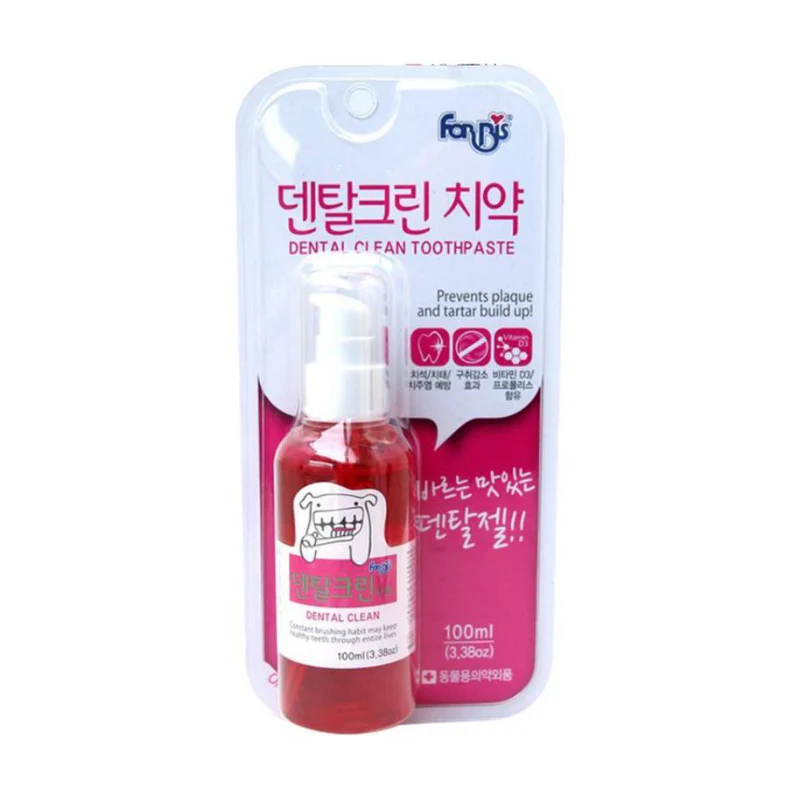 ForBis
덴탈크린 치약
DENTAL CLEAN TOOTHPASTE
Prevents plaque
and tartar build up!
Vitamin
D3
치석/치태/
치주염 예방
구취감소
효과
비타민 D3/
프로폴리스
함유
바르는 맛있는
덴탈젤!!
100ml
(3,38oz)
동물용의약외품
ForBis
덴탈크린
DENTAL CLEAN
Constant brushing habit may keep
healthy teeth through entire lives
100ml(3,38oz)